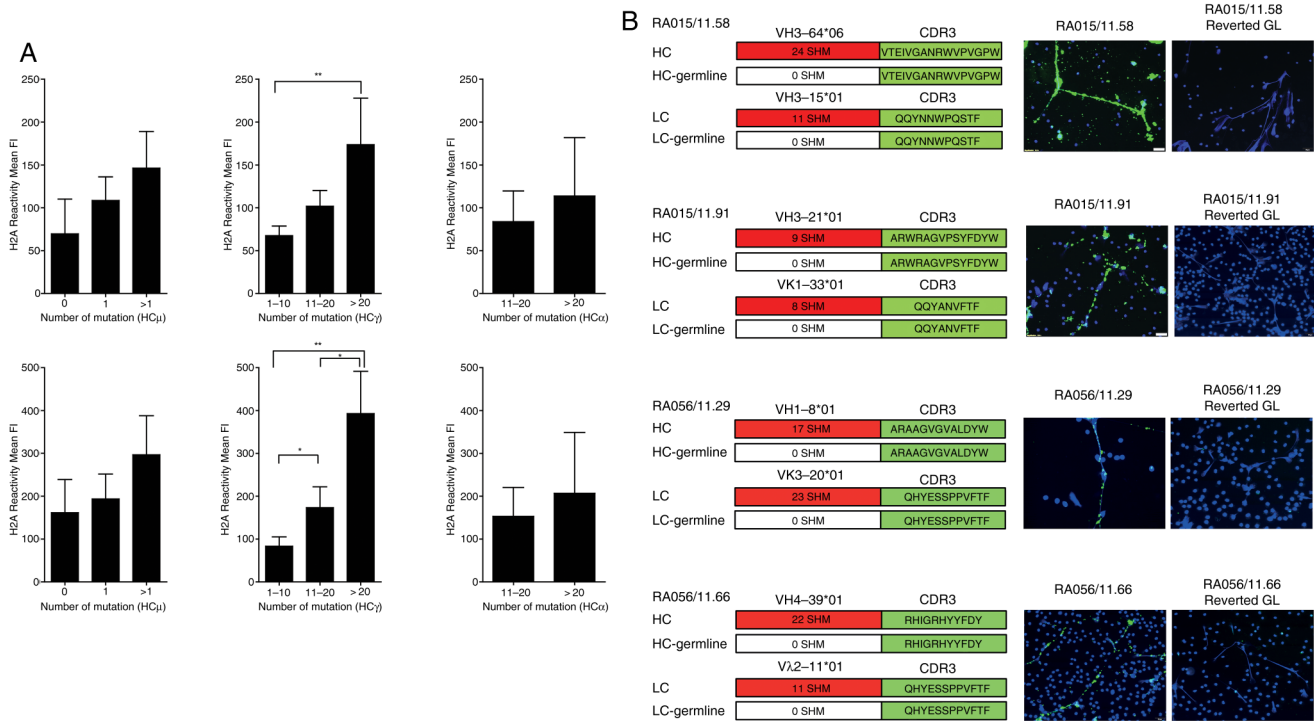 A
250
200
150
100
50
0
H2A Reactivity Mean FI
0 1 >1
Number of mutation (HCμ)
250
200
150
100
50
0
H2A Reactivity Mean FI
**
1–10 11–20 >20
Number of mutation (HCγ)
250
200
150
100
50
0
H2A Reactivity Mean FI
11–20 >20
Number of mutation (HCα)
500
400
300
200
100
0
H2A Reactivity Mean FI
0 1 >1
Number of mutation (HCμ)
500
400
300
200
100
0
H2A Reactivity Mean FI
**
*
*
1–10 11–20 >20
Number of mutation (HCγ)
500
400
300
200
100
0
H2A Reactivity Mean FI
11–20 >20
Number of mutation (HCα)
B
RA015/11.58
VH3–64*06 CDR3
HC 24 SHM VTEIVGANRWVPVGPW
HC-germline 0 SHM VTEIVGANRWVPVGPW
VH3–15*01 CDR3
LC 11 SHM QQYNNWPQSTF
LC-germline 0 SHM QQYNNWPQSTF
RA015/11.58
RA015/11.58
Reverted GL
RA015/11.91
VH3–21*01 CDR3
HC 9 SHM ARWRAGVPSYFDYW
HC-germline 0 SHM ARWRAGVPSYFDYW
VK1–33*01 CDR3
LC 8 SHM QQYANVFTF
LC-germline 0 SHM QQYANVFTF
RA015/11.91
RA015/11.91
Reverted GL
RA056/11.29
VH1–8*01 CDR3
HC 17 SHM ARAAGVGVALDYW
HC-germline 0 SHM ARAAGVGVALDYW
VK3–20*01 CDR3
LC 23 SHM QHYESSPPVFTF
LC-germline 0 SHM QHYESSPPVFTF
RA056/11.29
RA056/11.29
Reverted GL
RA056/11.66
VH4–39*01 CDR3
HC 22 SHM RHIGRHYYFDY
HC-germline 0 SHM RHIGRHYYFDY
Vλ2–11*01 CDR3
LC 11 SHM QHYESSPPVFTF
LC-germline 0 SHM QHYESSPPVFTF
RA056/11.66
RA056/11.66
Reverted GL